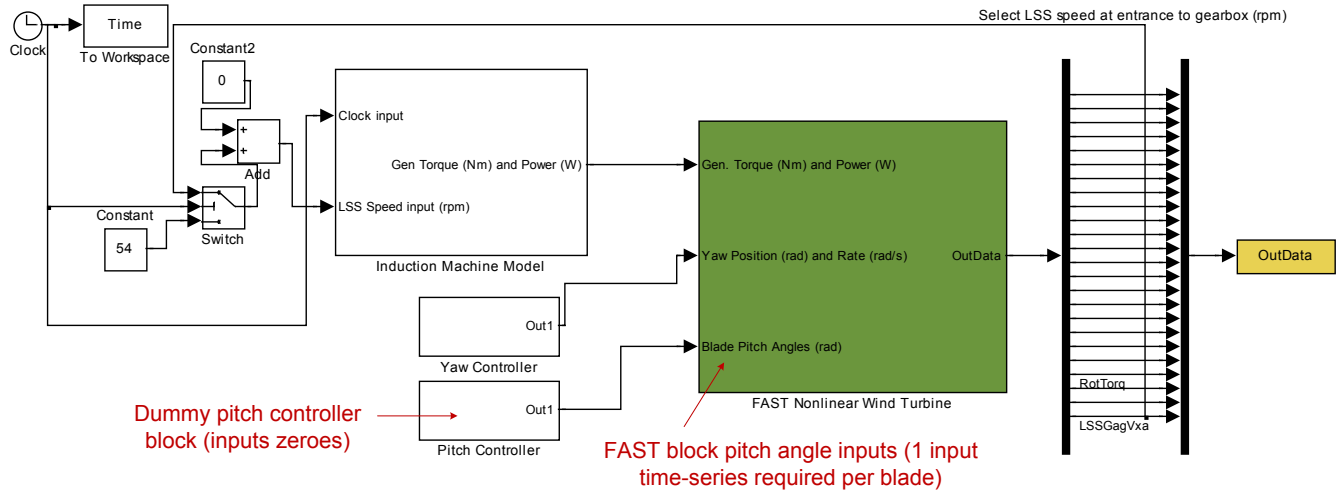 Select LSS speed at entrance to gearbox (rpm)
Time
Clock
To Workspace
Constant2
0
+
+
Add
Clock input
Gen Torque (Nm) and Power (W)
LSS Speed input (rpm)
Induction Machine Model
Constant
54
Switch
Gen. Torque (Nm) and Power (W)
Yaw Position (rad) and Rate (rad/s)
OutData
Blade Pitch Angles (rad)
FAST Nonlinear Wind Turbine
OutData
Out1
Yaw Controller
Out1
Pitch Controller
RotTorq
LSSGagVxa
Dummy pitch controller
block (inputs zeroes)
FAST block pitch angle inputs (1 input
time-series required per blade)